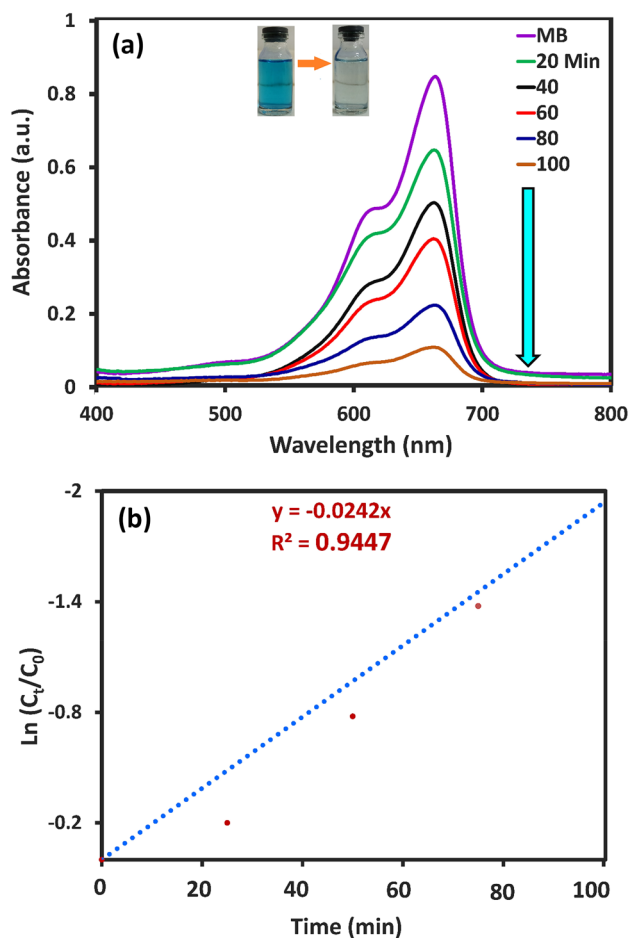 (a)
MB
20 Min
40
60
80
100
1
0.8
0.6
0.4
0.2
0
Absorbance (a.u.)
400
500
600
700
800
Wavelength (nm)
(b)
y = -0.0242x
R² = 0.9447
-2
-1.4
-0.8
-0.2
Ln (Cₜ/C₀)
0
20
40
60
80
100
Time (min)